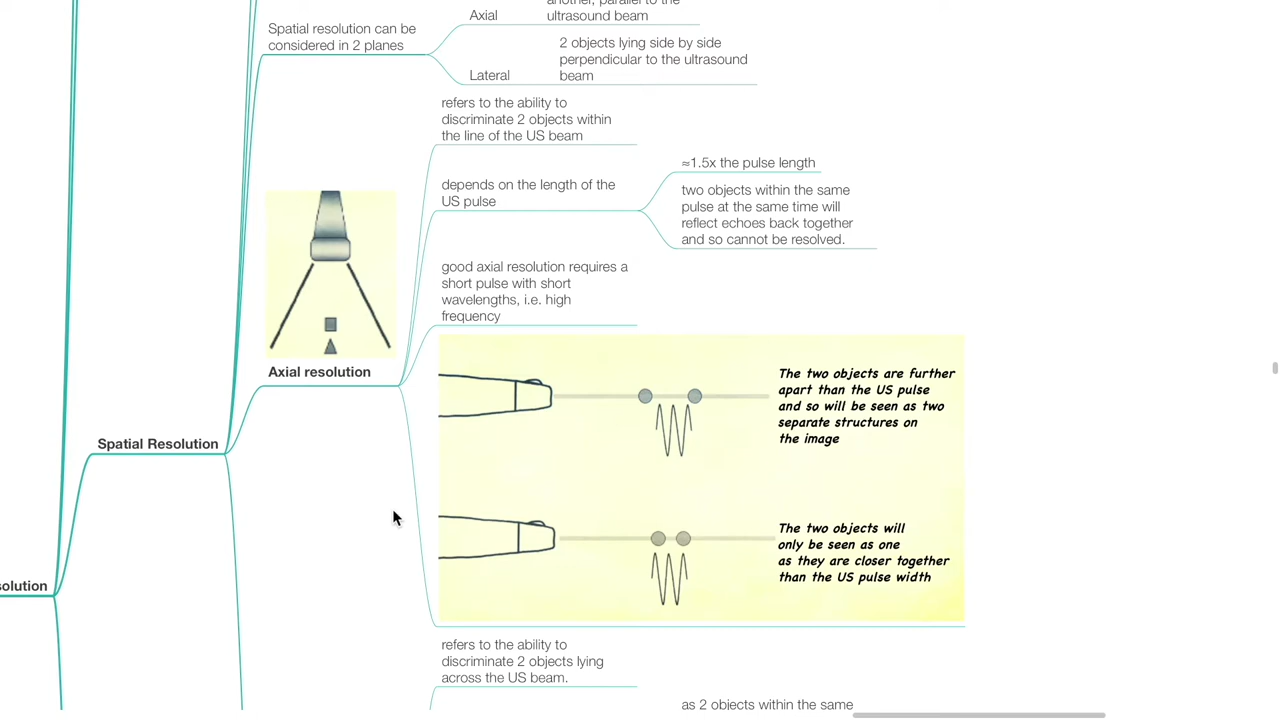 another, parallel to the
Axial
ultrasound beam
Spatial resolution can be
considered in 2 planes
2 objects lying side by side
perpendicular to the ultrasound
Lateral
beam
refers to the ability to
discriminate 2 objects within
the line of the US beam
depends on the length of the
US pulse
≈1.5x the pulse length
two objects within the same
pulse at the same time will
reflect echoes back together
and so cannot be resolved.
good axial resolution requires a
short pulse with short
wavelengths, i.e. high
frequency
Axial resolution
The two objects are further
apart than the US pulse
and so will be seen as two
separate structures on
the image
Spatial Resolution
The two objects will
only be seen as one
as they are closer together
than the US pulse width
solution
refers to the ability to
discriminate 2 objects lying
across the US beam.
as 2 objects within the same